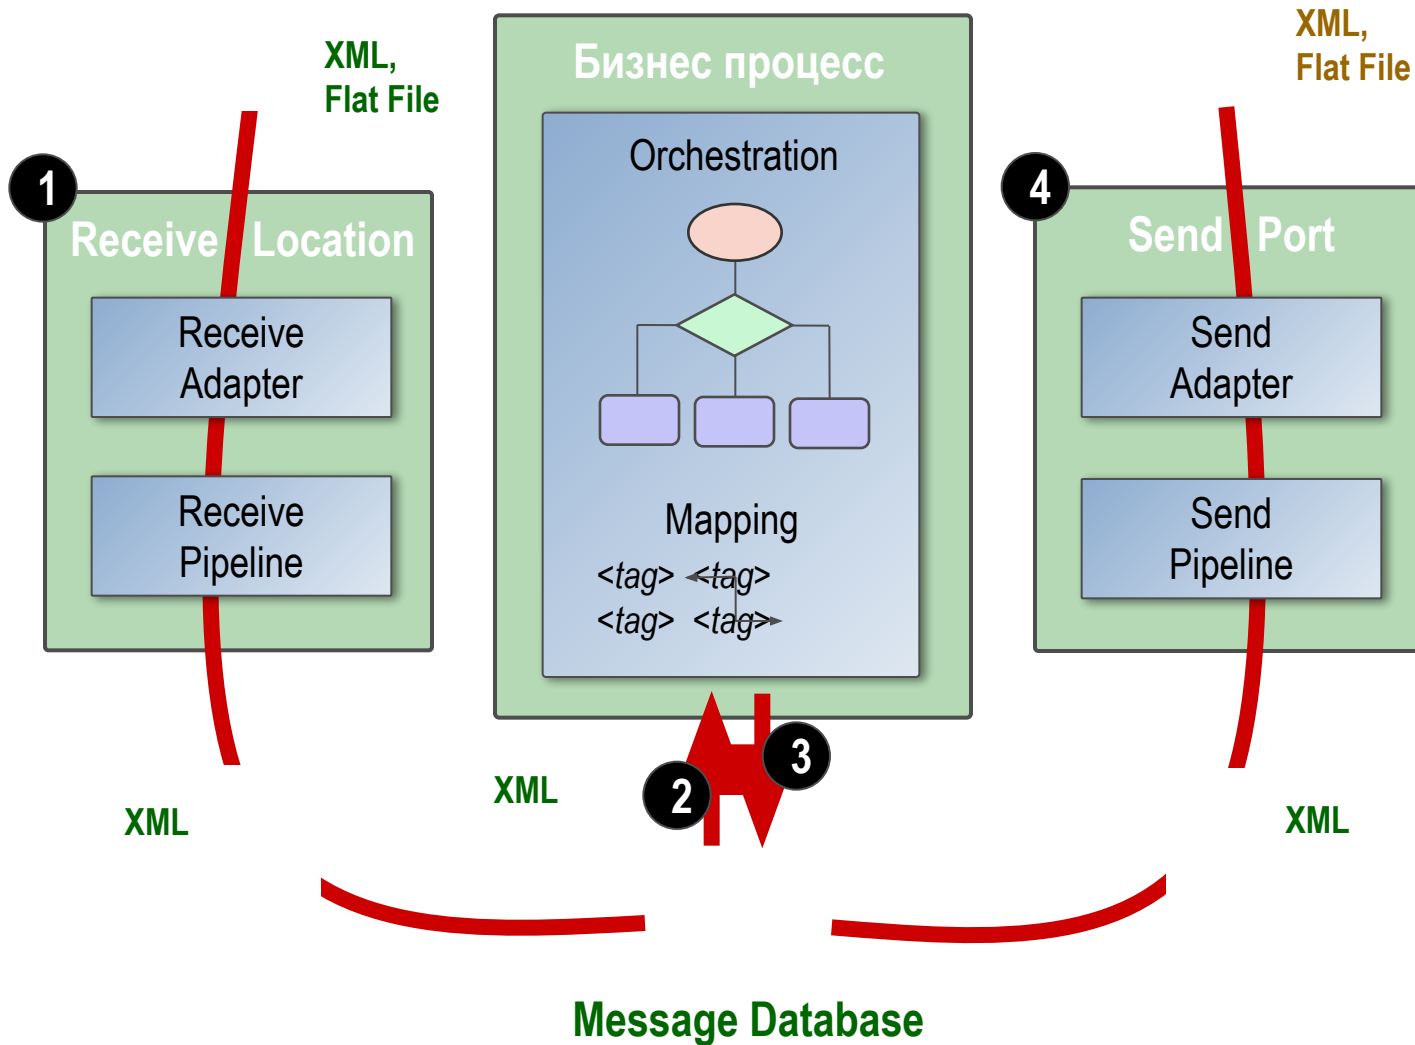 XML,
Flat File
1
Receive Location
Receive
Adapter
Receive
Pipeline
XML
Бизнес процесс
Orchestration
Mapping
<tag> <tag>
<tag> <tag>
XML
2
3
XML,
Flat File
4
Send Port
Send
Adapter
Send
Pipeline
XML
Message Database